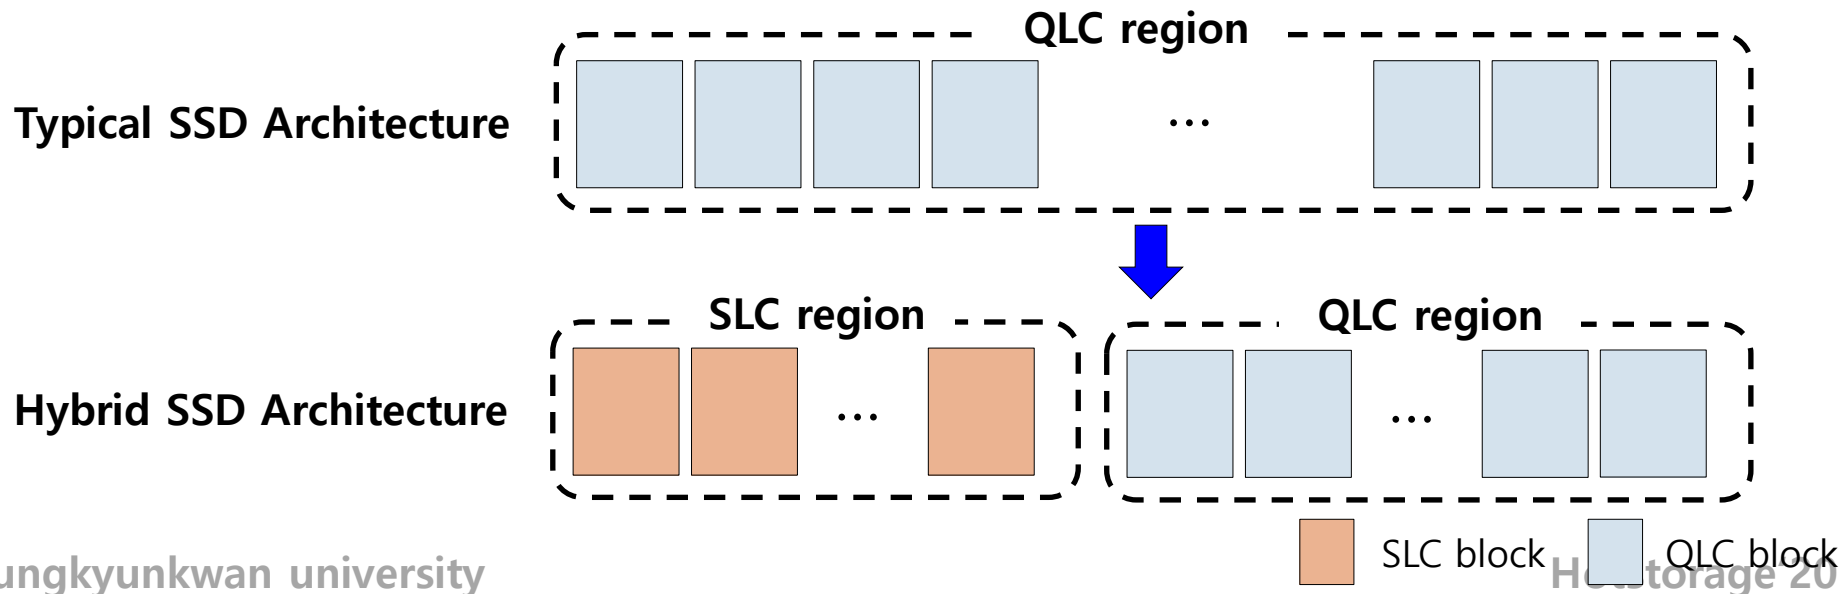 QLC region
Typical SSD Architecture
...
SLC region
QLC region
Hybrid SSD Architecture
...
...
SLC block
QLC block
ungkyunkwan university